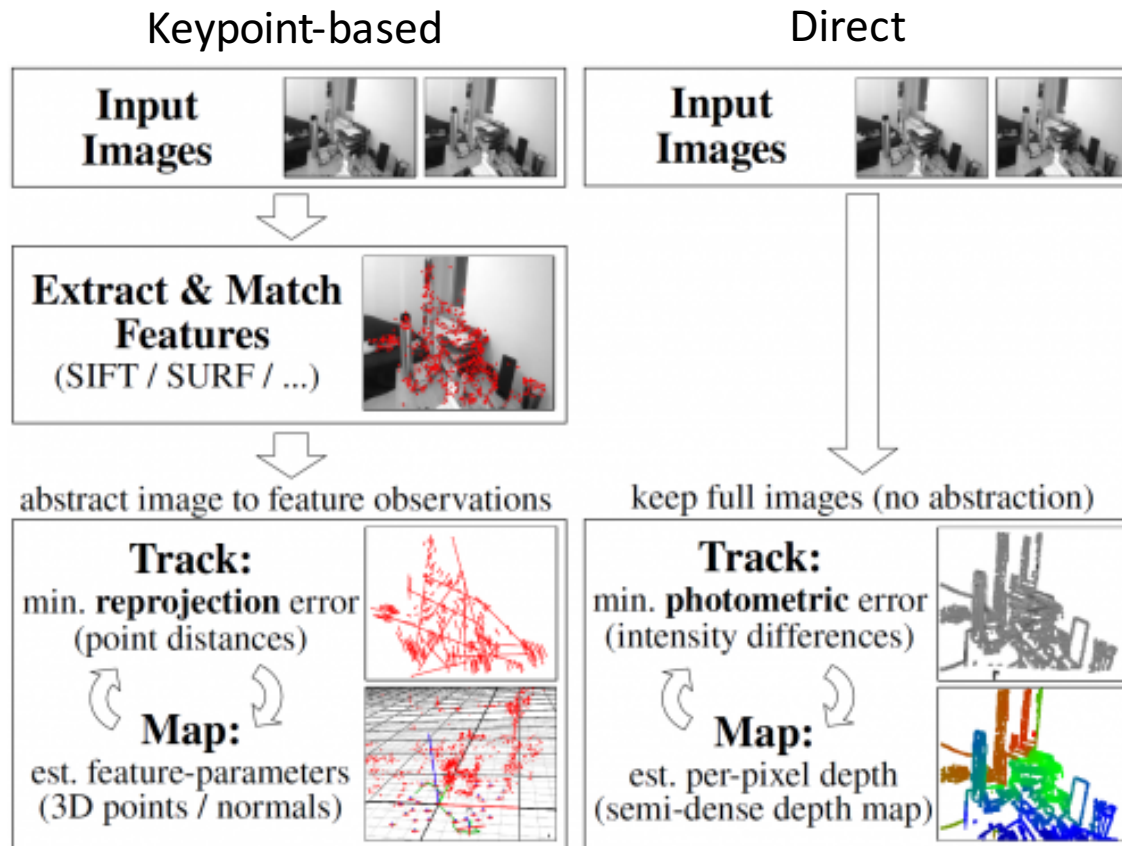 Keypoint-based
Input
Images
Extract & Match
Features
(SIFT / SURF / ...)
abstract image to feature observations
Track:
min. reprojection error
(point distances)
Map:
est. feature-parameters
(3D points / normals)
Direct
Input
Images
keep full images (no abstraction)
Track:
min. photometric error
(intensity differences)
Map:
est. per-pixel depth
(semi-dense depth map)